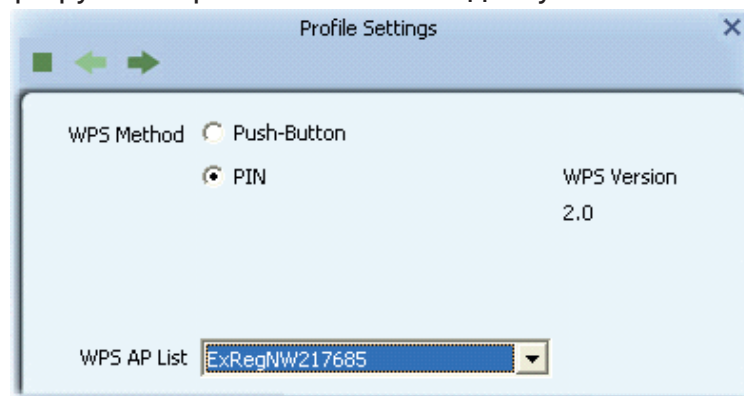 Profile Settings
WPS Method Push-Button
PIN WPS Version
2.0
WPS AP List ExRegNW217685